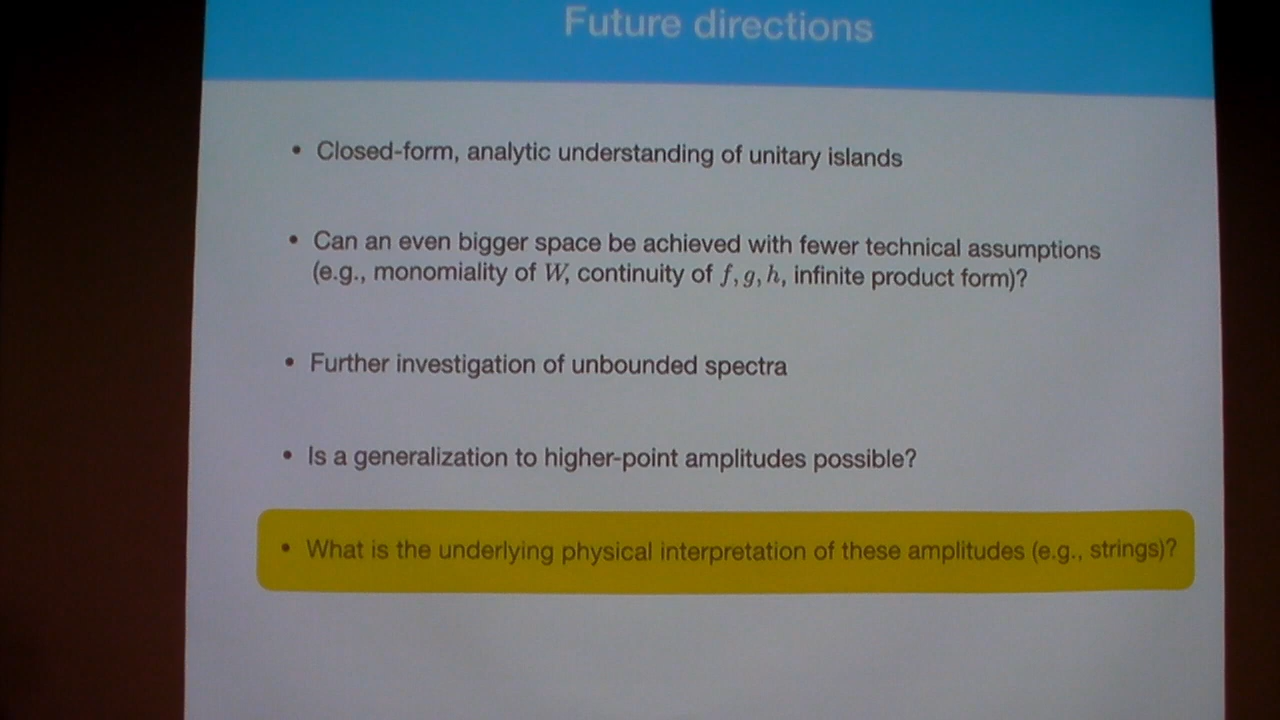 Future directions
• Closed-form, analytic understanding of unitary islands
• Can an even bigger space be achieved with fewer technical assumptions
(e.g., monomiality of W, continuity of f, g, h, infinite product form)?
• Further investigation of unbounded spectra
• Is a generalization to higher-point amplitudes possible?
• What is the underlying physical interpretation of these amplitudes (e.g., strings)?